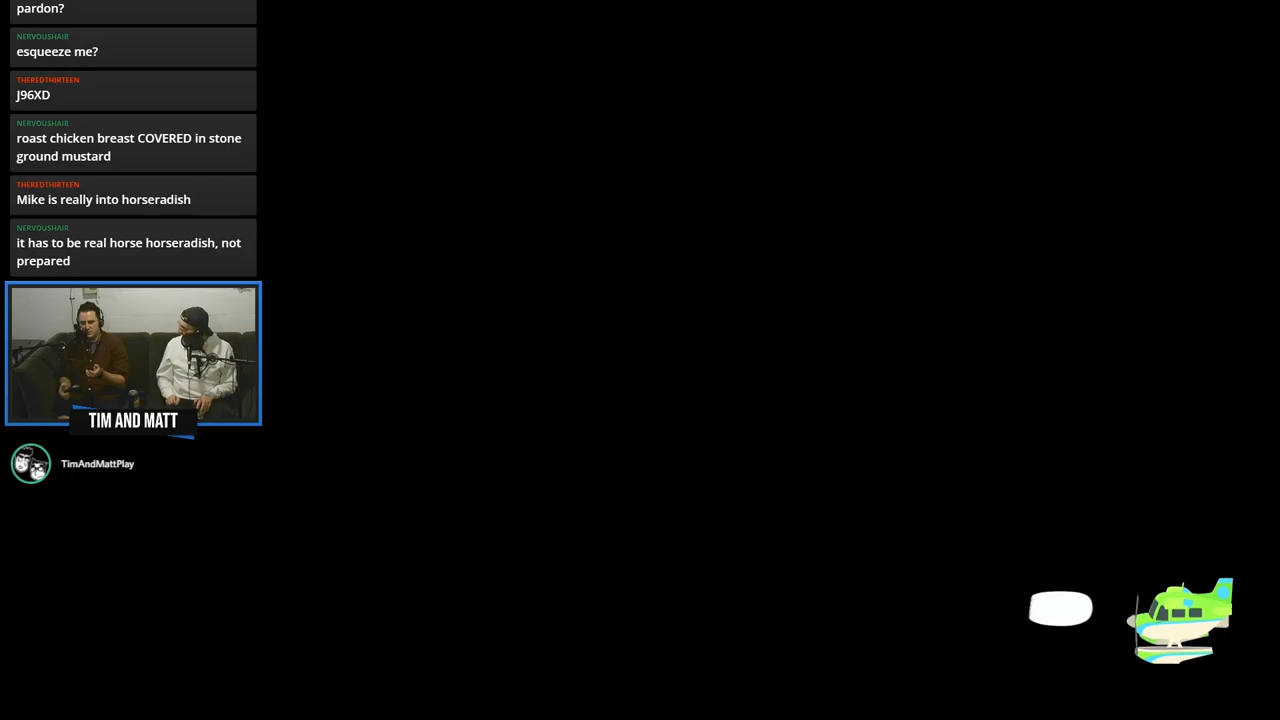 pardon?
NERVOUSHAIR
esqueeze me?
THEREDTHIRTEEN
J96XD
NERVOUSHAIR
roast chicken breast COVERED in stone
ground mustard
THEREDTHIRTEEN
Mike is really into horseradish
NERVOUSHAIR
it has to be real horse horseradish, not
prepared
TIM AND MATT
TimAndMattPlay